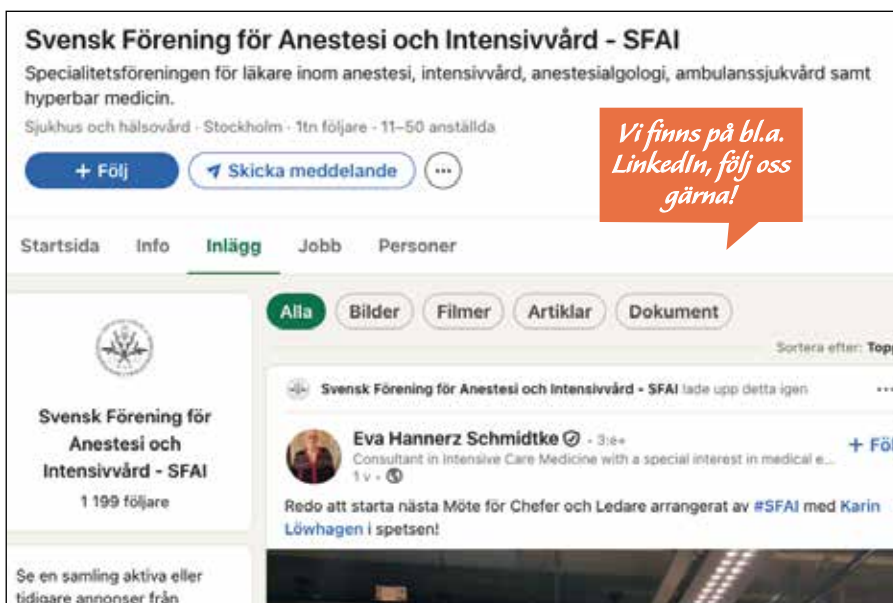 Svensk Förening för Anestesi och Intensivvård - SFAI
Specialitetsföreningen för läkare inom anestesi, intensivvård, anestesialgologi, ambulanssjukvård samt
hyperbar medicin.
Sjukhus och hälsovård · Stockholm · 1tn följare · 11–50 anställda
+ Följ
Skicka meddelande
Vi finns på bl.a.
LinkedIn, följ oss
gärna!
Startsida Info Inlägg Jobb Personer
Alla Bilder Filmer Artiklar Dokument
Sortera efter: Topp
Svensk Förening för Anestesi och Intensivvård - SFAI
1 199 följare
Svensk Förening för Anestesi och Intensivvård - SFAI lade upp detta igen
Eva Hannerz Schmidtke · 3:e+
+ Föl
Consultant in Intensive Care Medicine with a special interest in medical e...
1 v ·
Redo att starta nästa Möte för Chefer och Ledare arrangerat av #SFAI med Karin
Löwhagen i spetsen!
Se en samling aktiva eller
tidigare annonser från